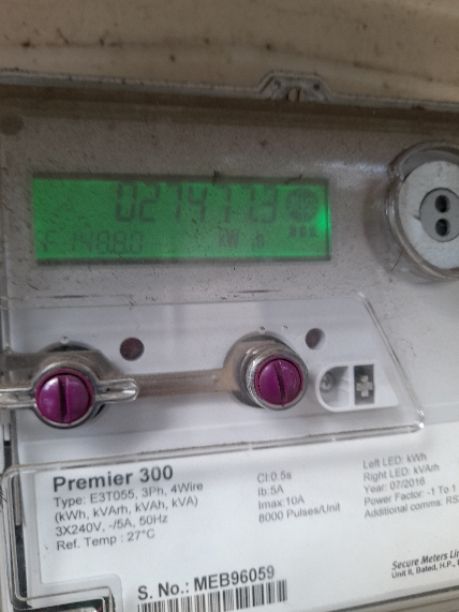 kW h
Premier 300
Type: E3T055, 3Ph, 4Wire
(kWh, kVArh, kVAh, kVA)
3X240V, -/5A, 50Hz
Ref. Temp : 27°C
Cl:0.5s
Ib:5A
Imax:10A
8000 Pulses/Unit
Left LED: kWh
Right LED: kVArh
Year: 07/2016
Power Factor: -1 To 1
Additional comms: RS
Secure Meters Lim
S. No.: MEB96059